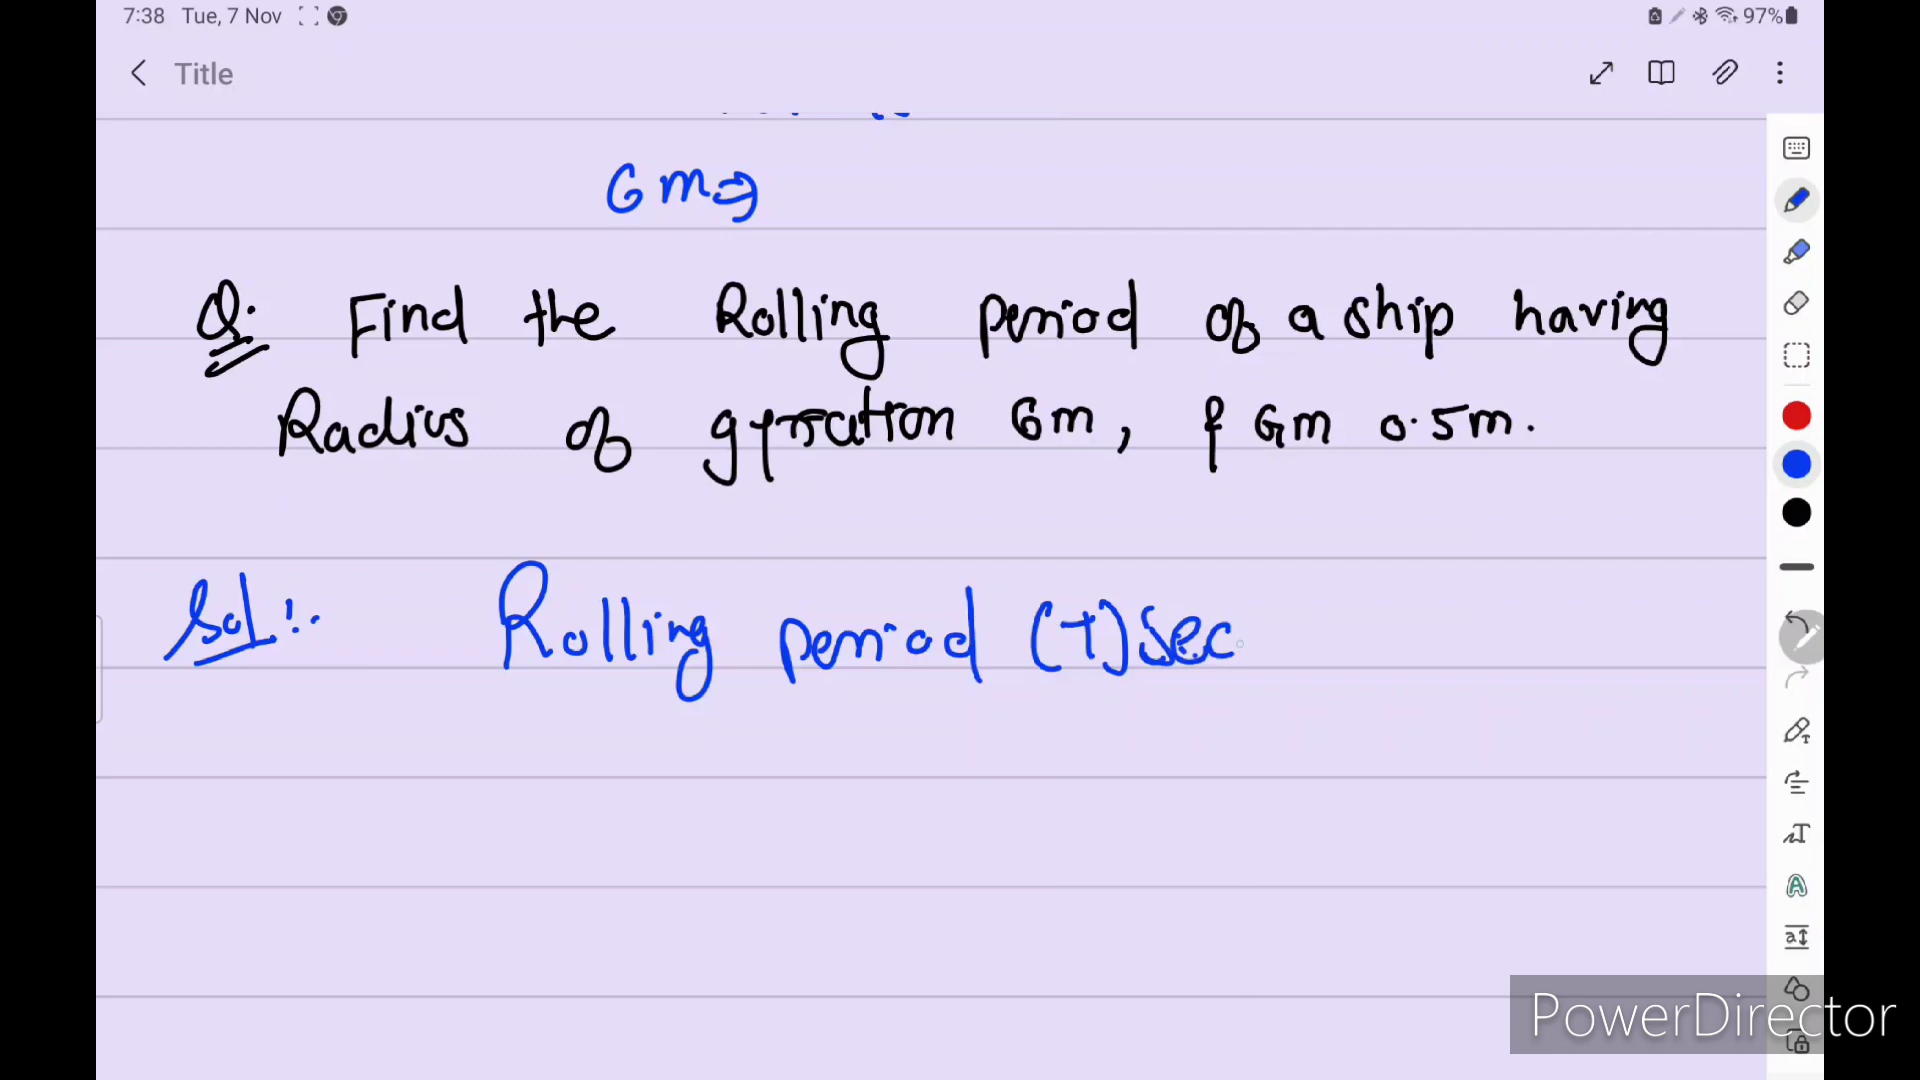 7:38 Tue, 7 Nov 97%
Title
Gm⇒
Q. Find the Rolling period of a ship having
Radius of gyration 6m, & GM 0.5m.
Sol:- Rolling period (T) sec
PowerDirector